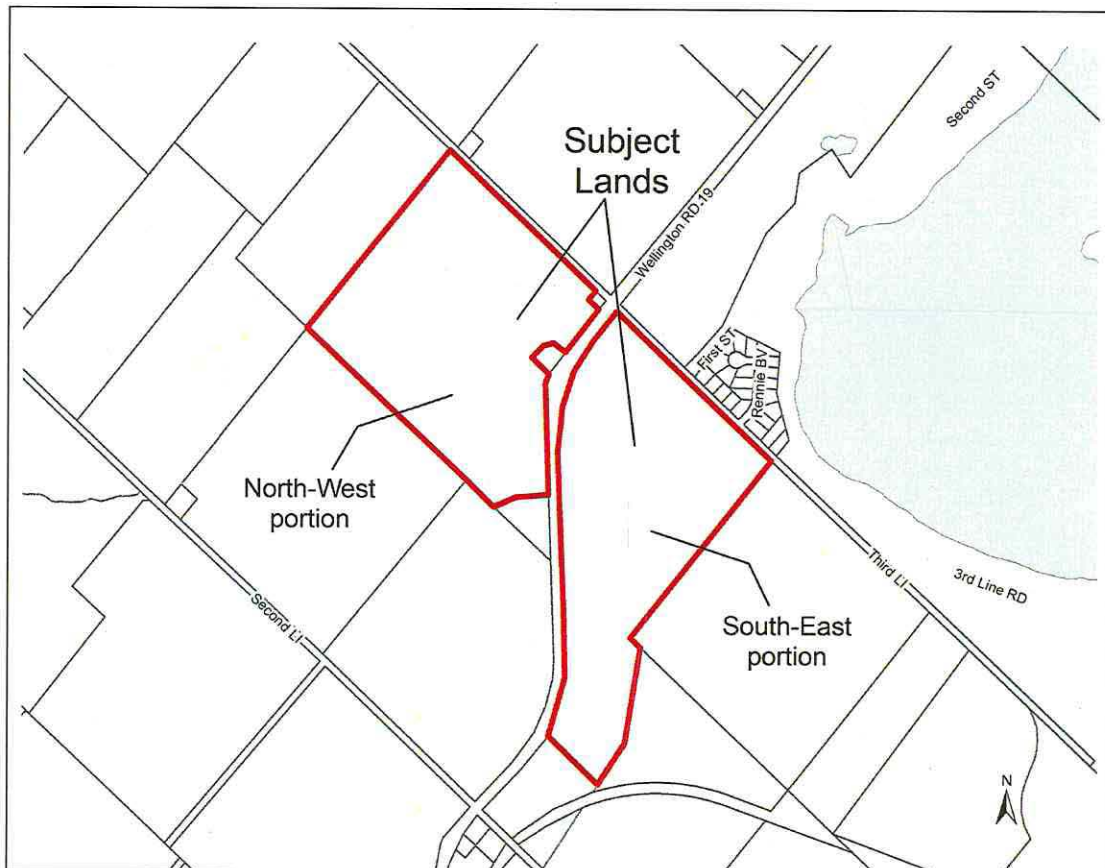 Second ST
Subject
Lands
Wellington RD-19
First ST
Rennie BV
North-West
portion
Third LI
3rd Line RD
Second LI
South-East
portion
N